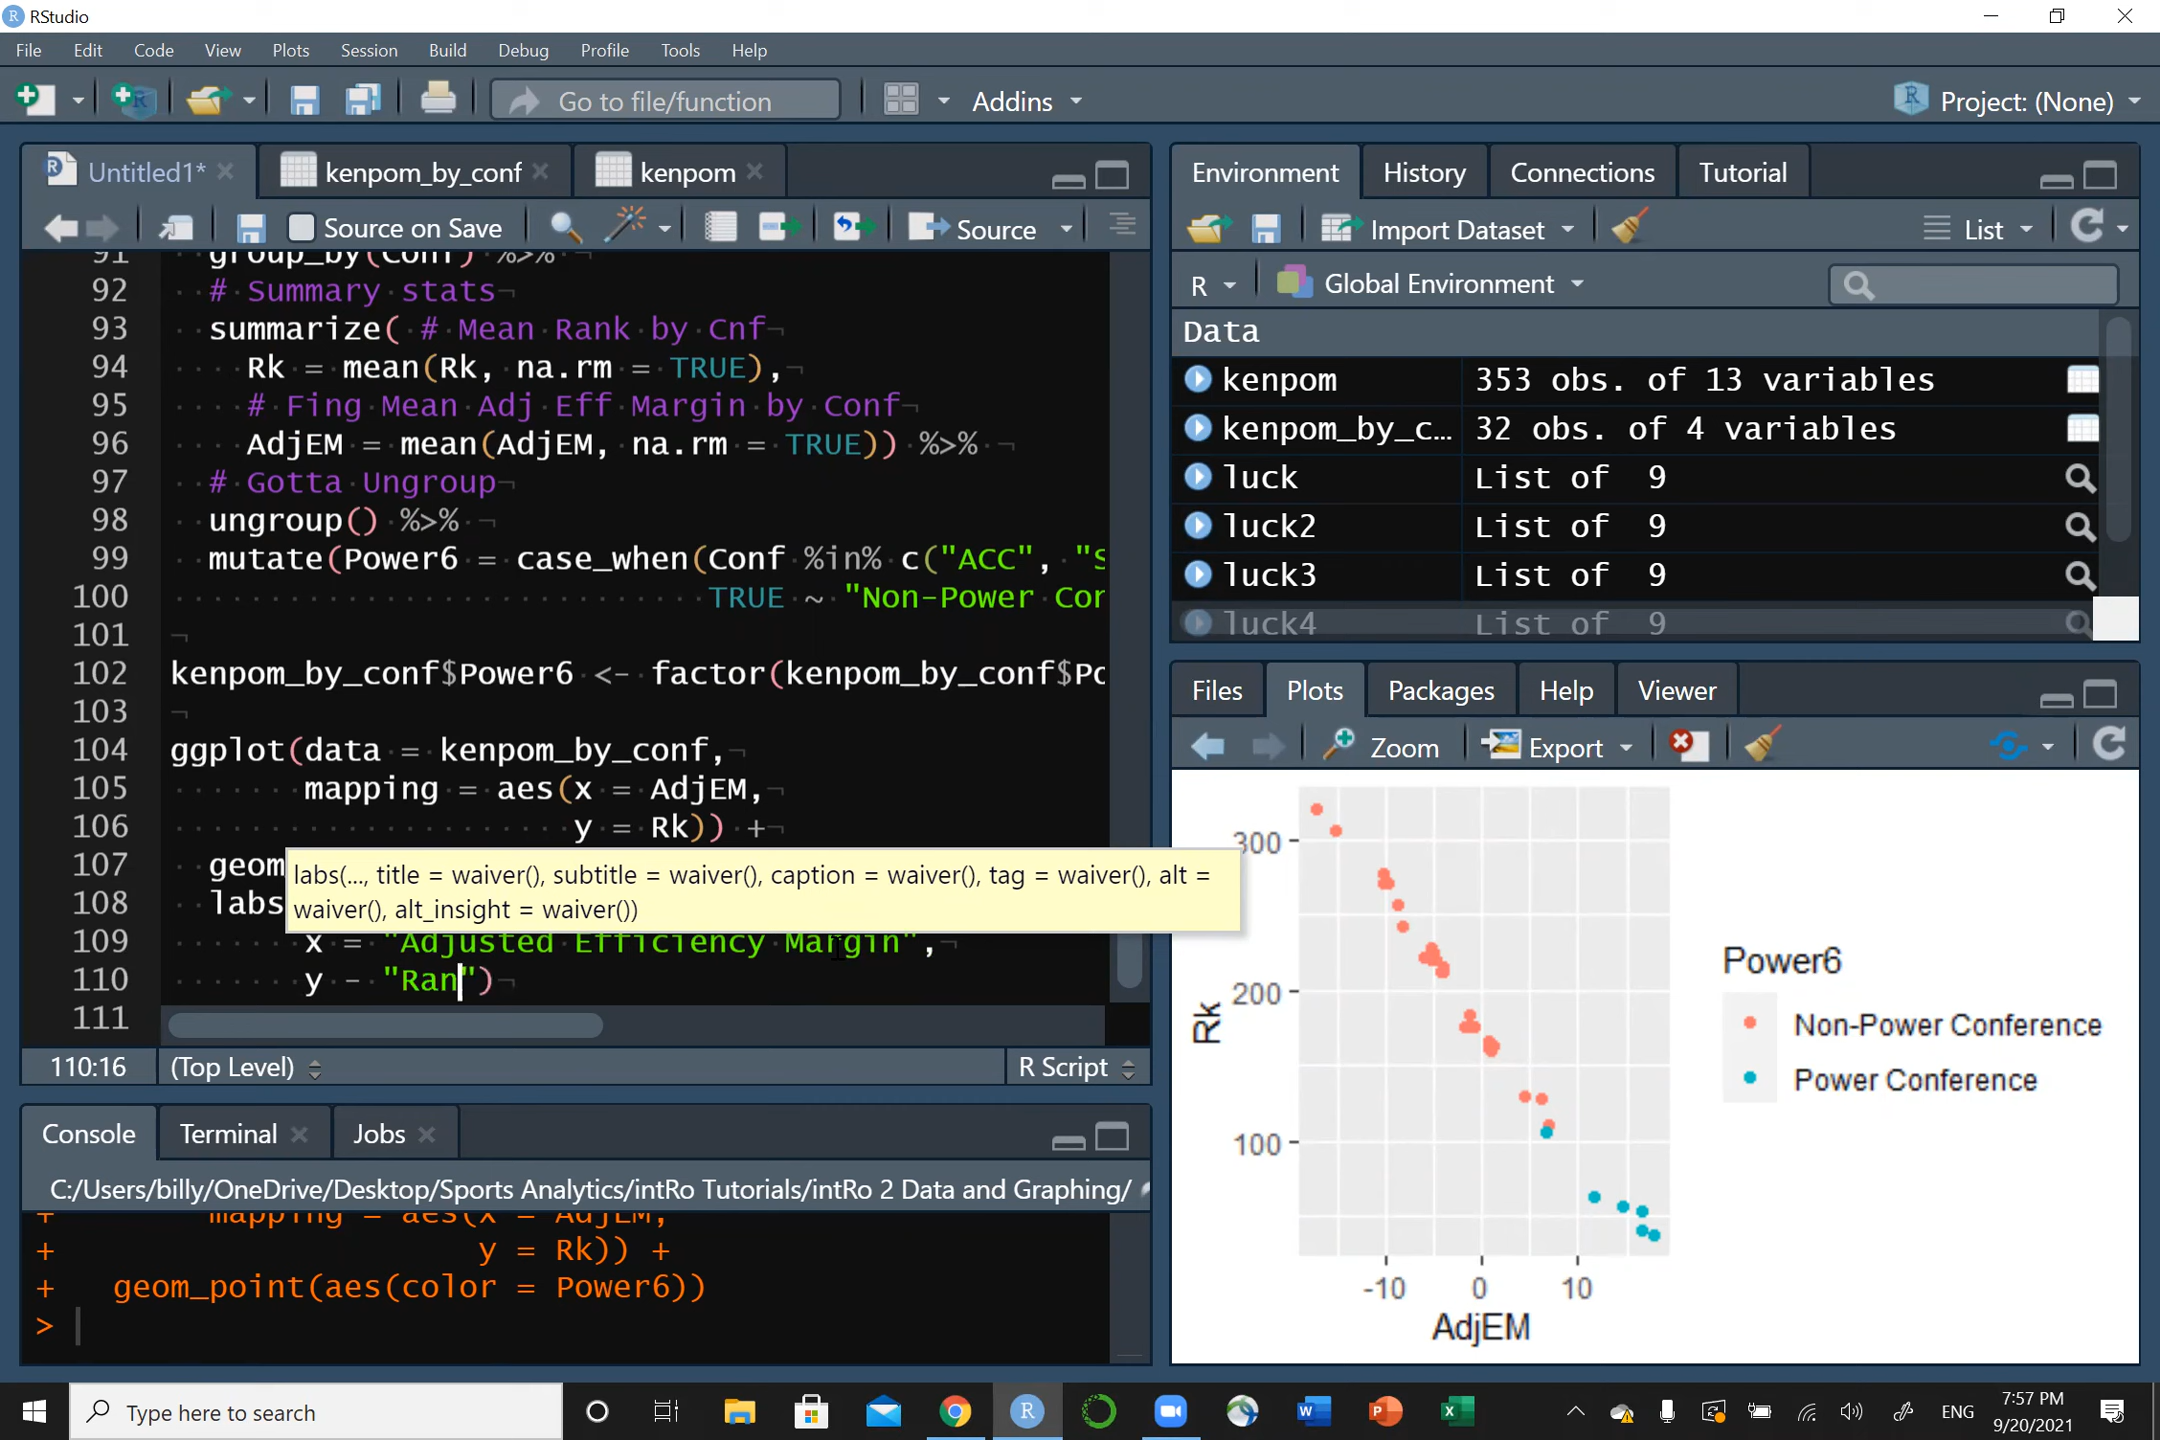 RStudio
File Edit Code View Plots Session Build Debug Profile Tools Help
Go to file/function Addins Project: (None)
Untitled1* kenpom_by_conf kenpom
Source on Save Source
91 group_by(Conf) %>%
92 # Summary stats
93 summarize( # Mean Rank by Cnf
94 Rk = mean(Rk, na.rm = TRUE),
95 # Fing Mean Adj Eff Margin by Conf
96 AdjEM = mean(AdjEM, na.rm = TRUE)) %>%
97 # Gotta Ungroup
98 ungroup() %>%
99 mutate(Power6 = case_when(Conf %in% c("ACC", "S
100 TRUE ~ "Non-Power Con
101
102 kenpom_by_conf$Power6 <- factor(kenpom_by_conf$Po
103
104 ggplot(data = kenpom_by_conf,
105 mapping = aes(x = AdjEM,
106 y = Rk)) +
107 geom
108 labs
labs(..., title = waiver(), subtitle = waiver(), caption = waiver(), tag = waiver(), alt =
waiver(), alt_insight = waiver())
109 x = "Adjusted Efficiency Margin",
110 y - "Ran")
111
110:16 (Top Level) R Script
Console Terminal Jobs
C:/Users/billy/OneDrive/Desktop/Sports Analytics/intRo Tutorials/intRo 2 Data and Graphing/
+ mapping = aes(x = AdjEM,
+ y = Rk)) +
+ geom_point(aes(color = Power6))
>
Environment History Connections Tutorial
Import Dataset List
R Global Environment
Data
kenpom 353 obs. of 13 variables
kenpom_by_c... 32 obs. of 4 variables
luck List of 9
luck2 List of 9
luck3 List of 9
luck4 List of 9
Files Plots Packages Help Viewer
Zoom Export
300
200
100
Rk
-10 0 10
AdjEM
Power6
Non-Power Conference
Power Conference
Type here to search
ENG
7:57 PM
9/20/2021